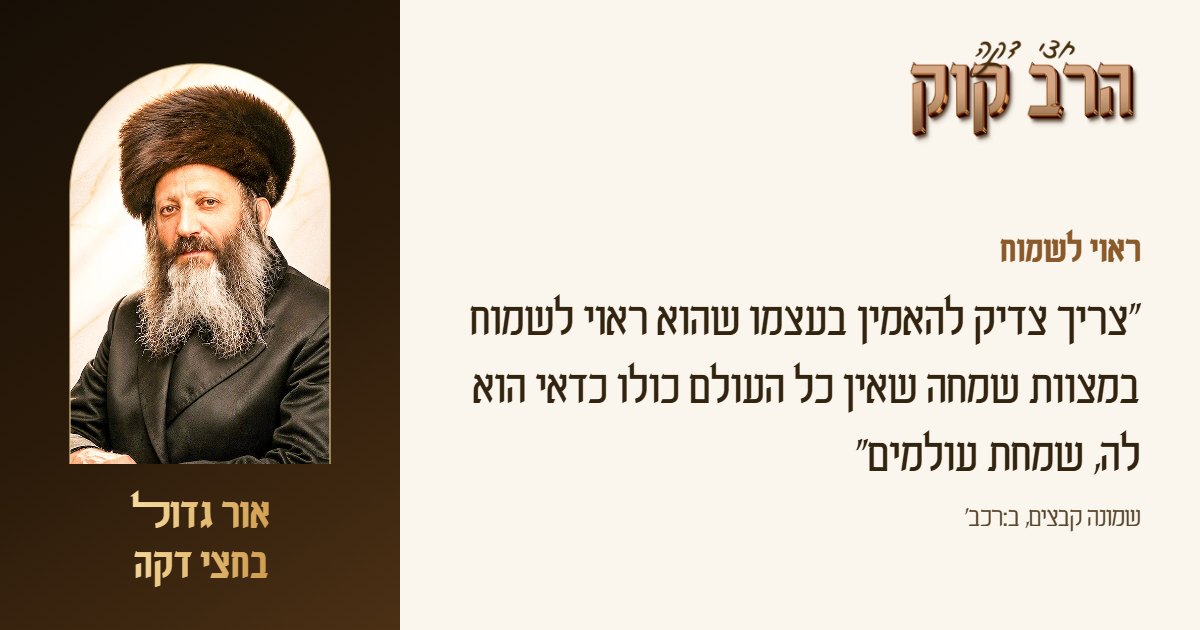 חצי דקה
הרב קוק
ראוי לשמוח
"צריך צדיק להאמין בעצמו שהוא ראוי לשמוח
במצוות שמחה שאין כל העולם כולו כדאי הוא
לה, שמחת עולמים"
שמונה קבצים, ב:רכב'
אור גדול
בחצי דקה